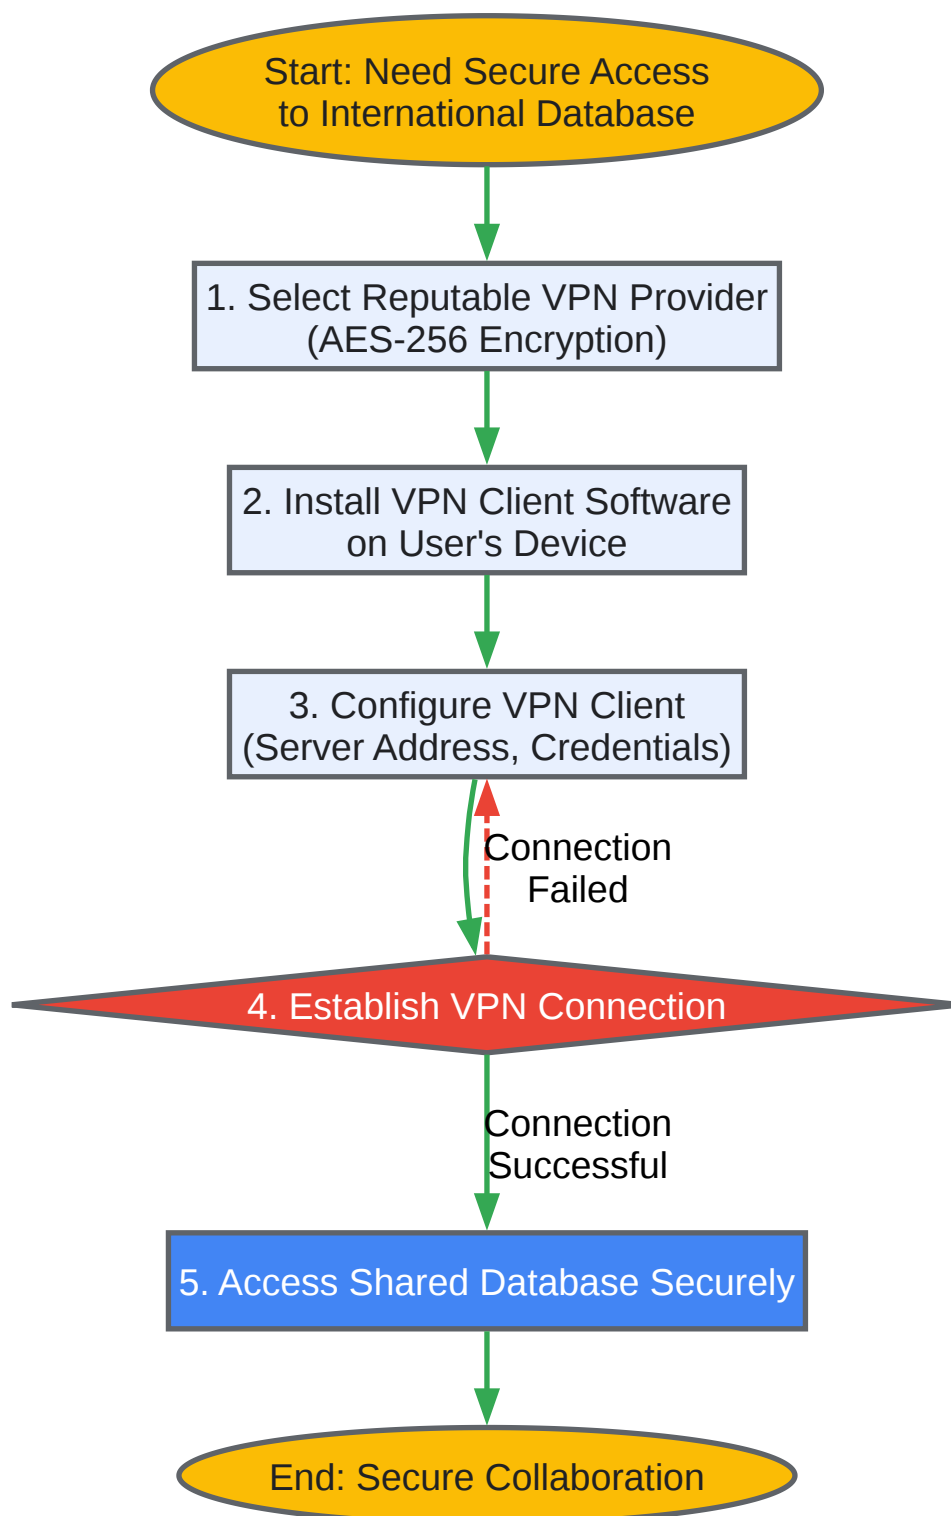 Start: Need Secure Access
to International Database
1. Select Reputable VPN Provider
(AES-256 Encryption)
2. Install VPN Client Software
on User's Device
3. Configure VPN Client
(Server Address, Credentials)
Connection
Failed
4. Establish VPN Connection
Connection
Successful
5. Access Shared Database Securely
End: Secure Collaboration